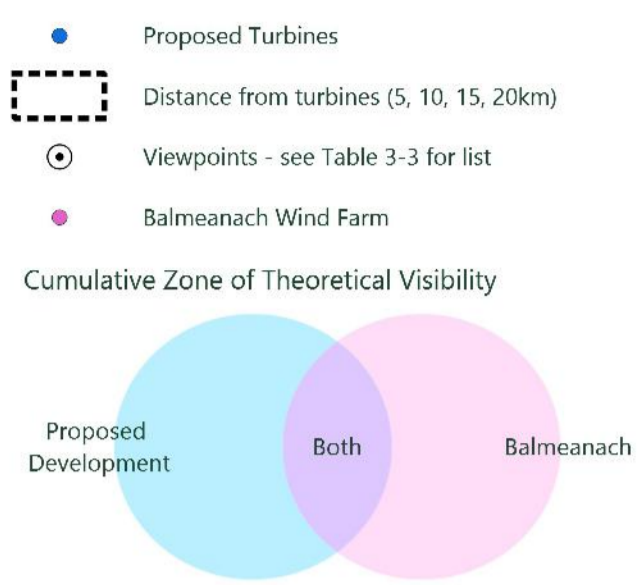 Proposed Turbines
Distance from turbines (5, 10, 15, 20km)
Viewpoints - see Table 3-3 for list
Balmeanach Wind Farm
Cumulative Zone of Theoretical Visibility
Proposed
Development
Both
Balmeanach